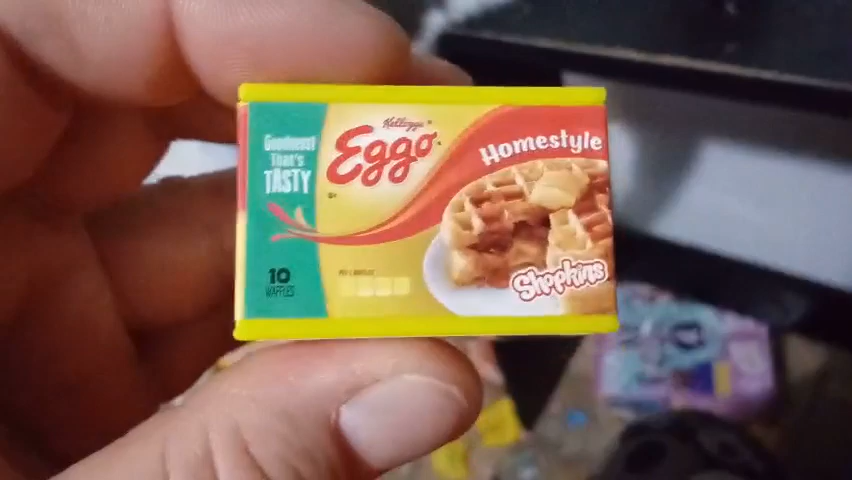 Goodness!
That's
TASTY
Kellogg's
Eggo
Homestyle
10
WAFFLES
Shopkins